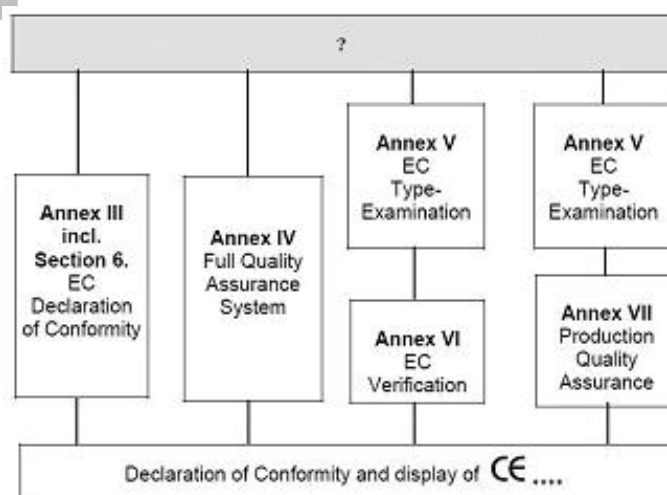 ?
Annex III
incl.
Section 6.
EC
Declaration
of Conformity
Annex IV
Full Quality
Assurance
System
Annex V
EC
Type-
Examination
Annex VI
EC
Verification
Annex V
EC
Type-
Examination
Annex VII
Production
Quality
Assurance
Declaration of Conformity and display of CE ....